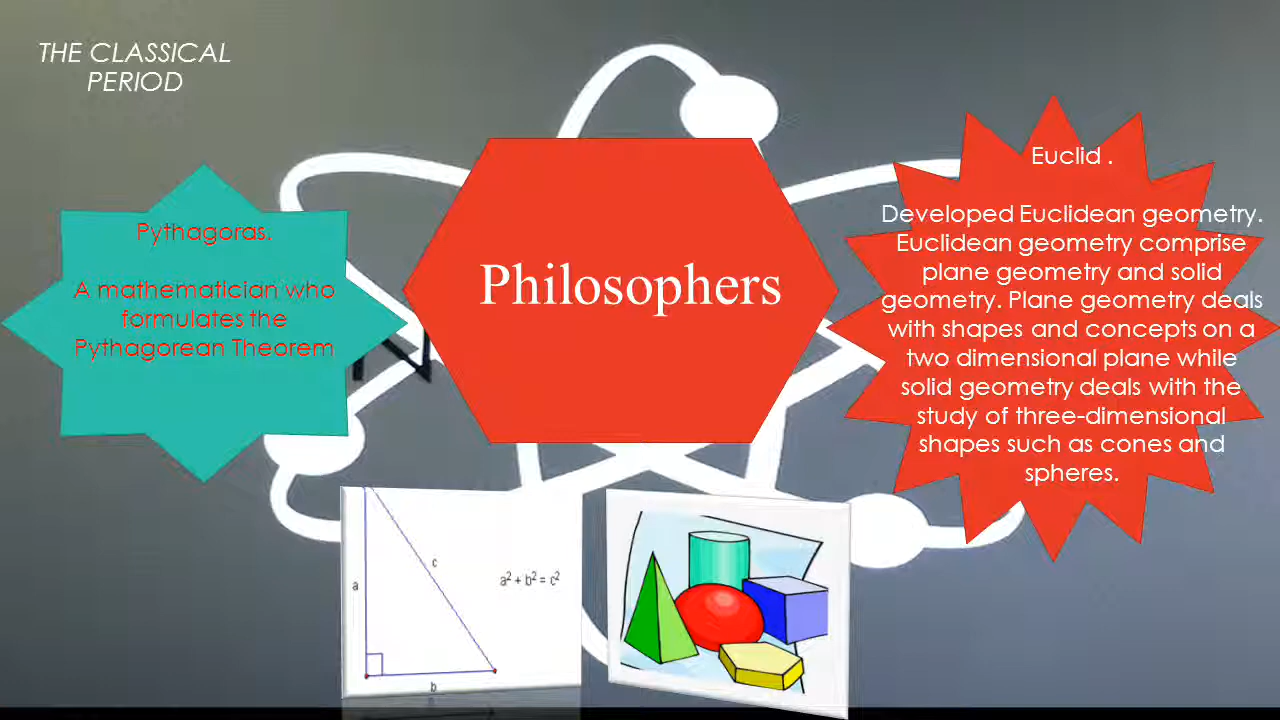 THE CLASSICAL
PERIOD
Pythagoras.
A mathematician who
formulates the
Pythagorean Theorem
Philosophers
Euclid .
Developed Euclidean geometry.
Euclidean geometry comprise
plane geometry and solid
geometry. Plane geometry deals
with shapes and concepts on a
two dimensional plane while
solid geometry deals with the
study of three-dimensional
shapes such as cones and
spheres.
a
c
a² + b² = c²
b